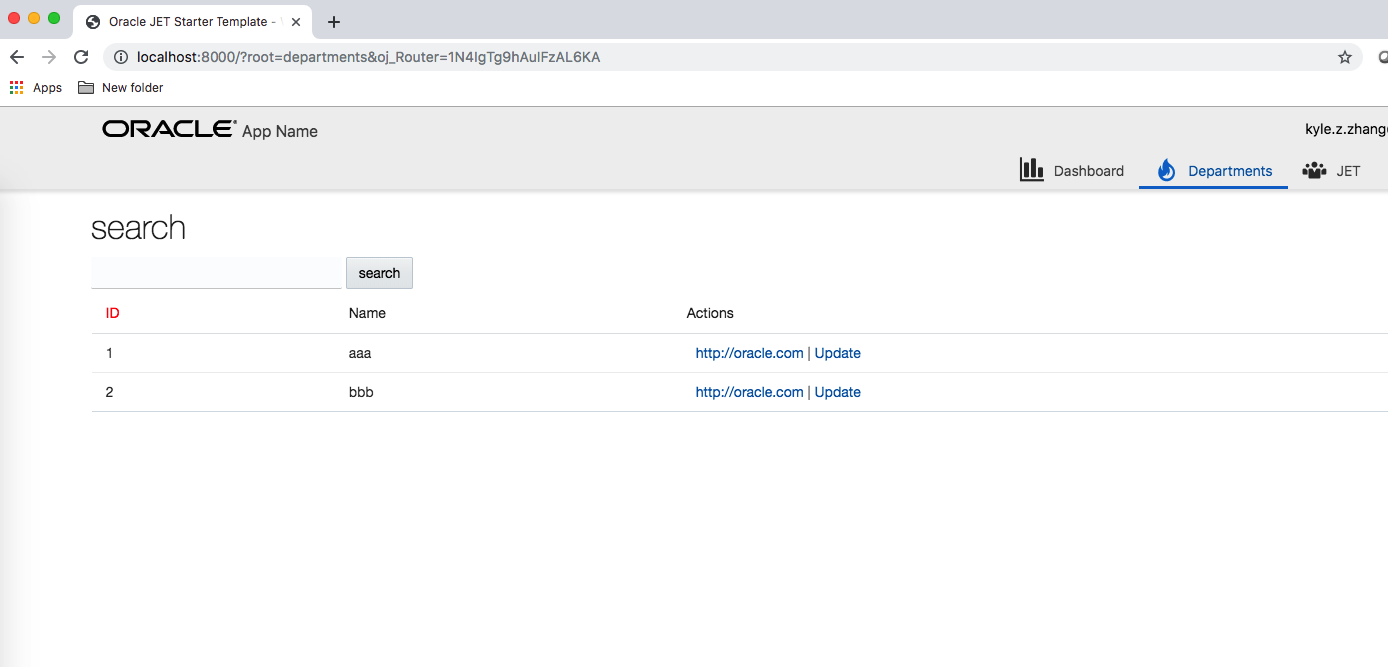 Oracle JET Starter Template -
localhost:8000/?root=departments&oj_Router=1N4IgTg9hAuIFzAL6KA
Apps New folder
ORACLE® App Name
kyle.z.zhang
Dashboard Departments JET
search
search
ID Name Actions
1 aaa http://oracle.com | Update
2 bbb http://oracle.com | Update